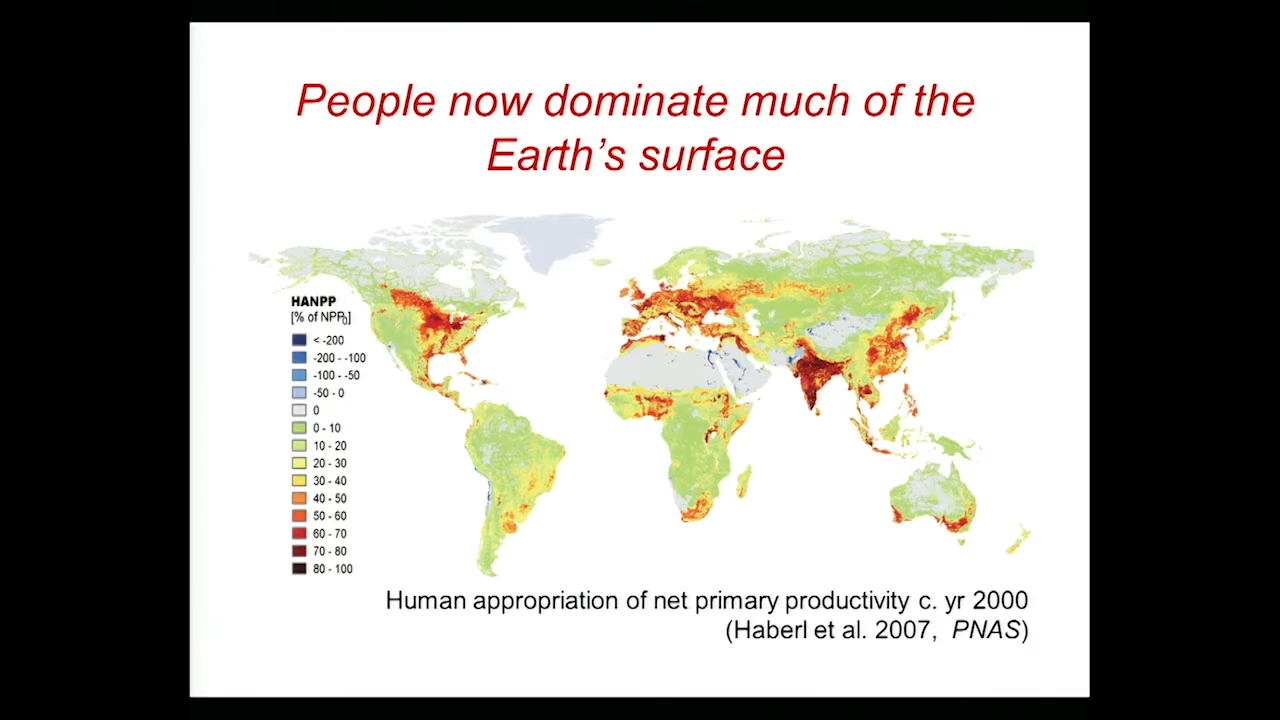 People now dominate much of the
Earth's surface
HANPP
[% of NPP0]
< -200
-200 - -100
-100 - -50
-50 - 0
0
0 - 10
10 - 20
20 - 30
30 - 40
40 - 50
50 - 60
60 - 70
70 - 80
80 - 100
Human appropriation of net primary productivity c. yr 2000
(Haberl et al. 2007, PNAS)